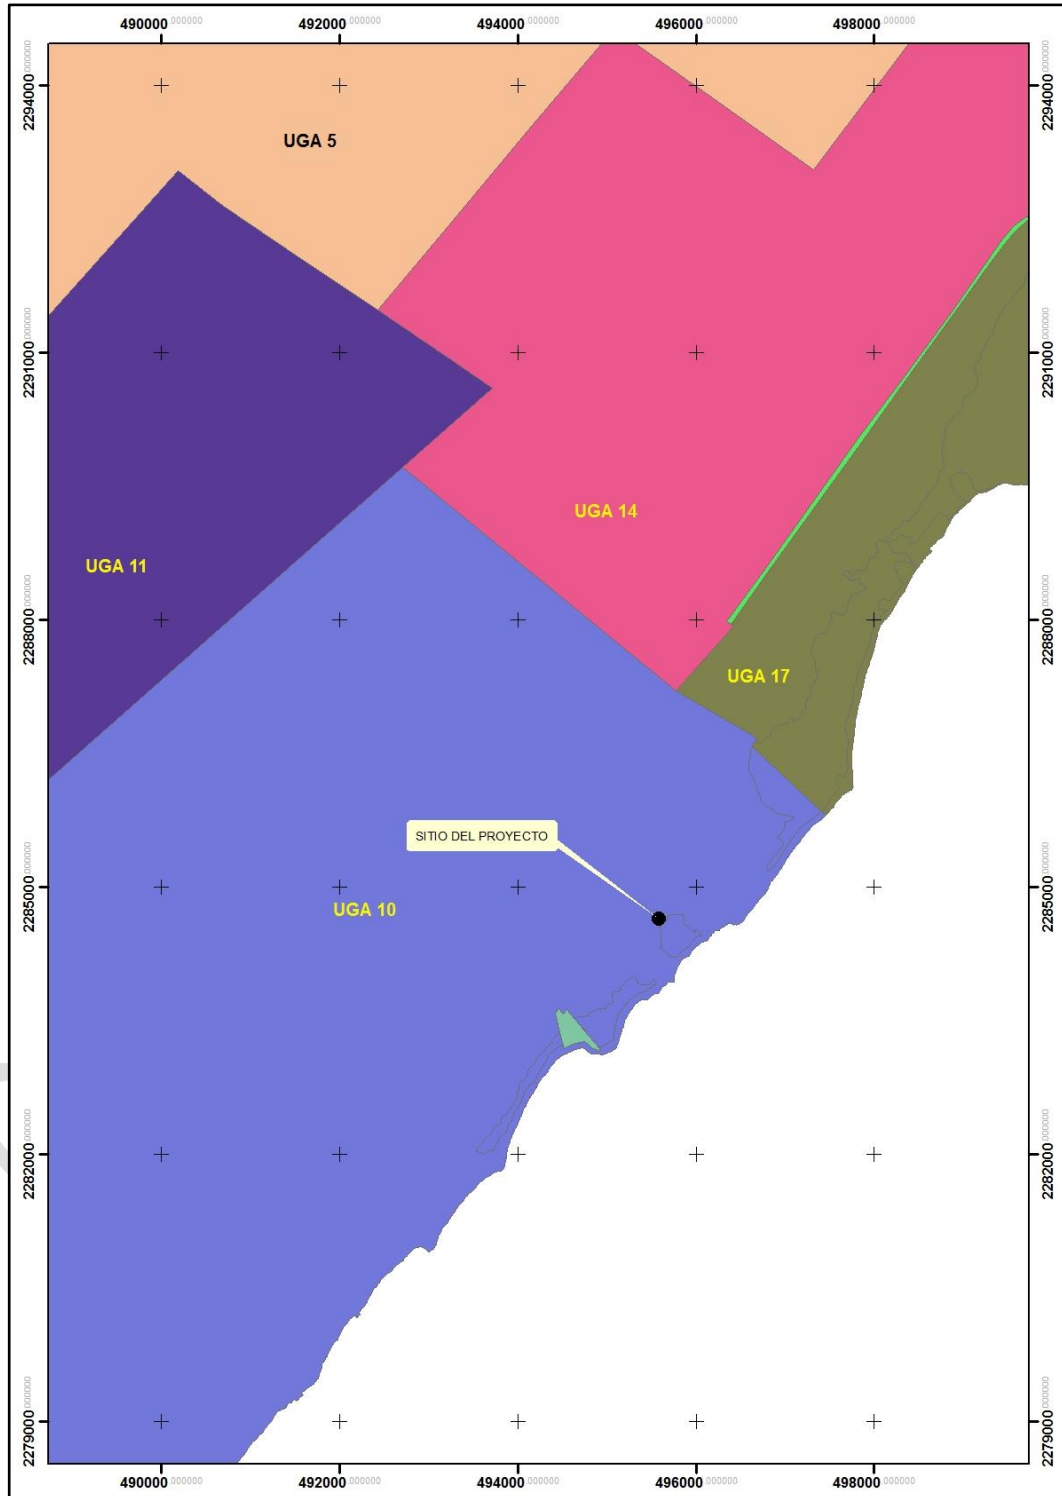 490000.000000 492000.000000 494000.000000 496000.000000 498000.000000
2294000.000000 2294000.000000
UGA 5
2291000.000000 2291000.000000
UGA 14
UGA 11
2288000.000000 2288000.000000
UGA 17
SITIO DEL PROYECTO
2285000.000000 2285000.000000
UGA 10
2282000.000000 2282000.000000
2279000.000000 2279000.000000
490000.000000 492000.000000 494000.000000 496000.000000 498000.000000